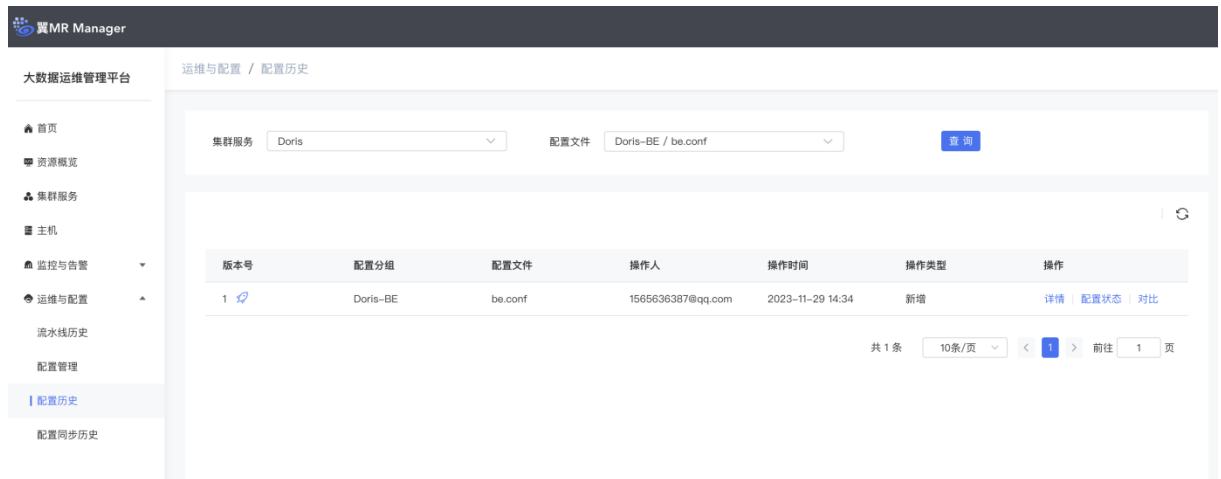 翼MR Manager
大数据运维管理平台
运维与配置 / 配置历史
首页
资源概览
集群服务
主机
监控与告警
运维与配置
流水线历史
配置管理
配置历史
配置同步历史
集群服务 Doris 配置文件 Doris-BE / be.conf 查询
版本号 配置分组 配置文件 操作人 操作时间 操作类型 操作
1 Doris-BE be.conf 1565636387@qq.com 2023-11-29 14:34 新增 详情 配置状态 对比
共 1 条 10条/页 1 前往 1 页